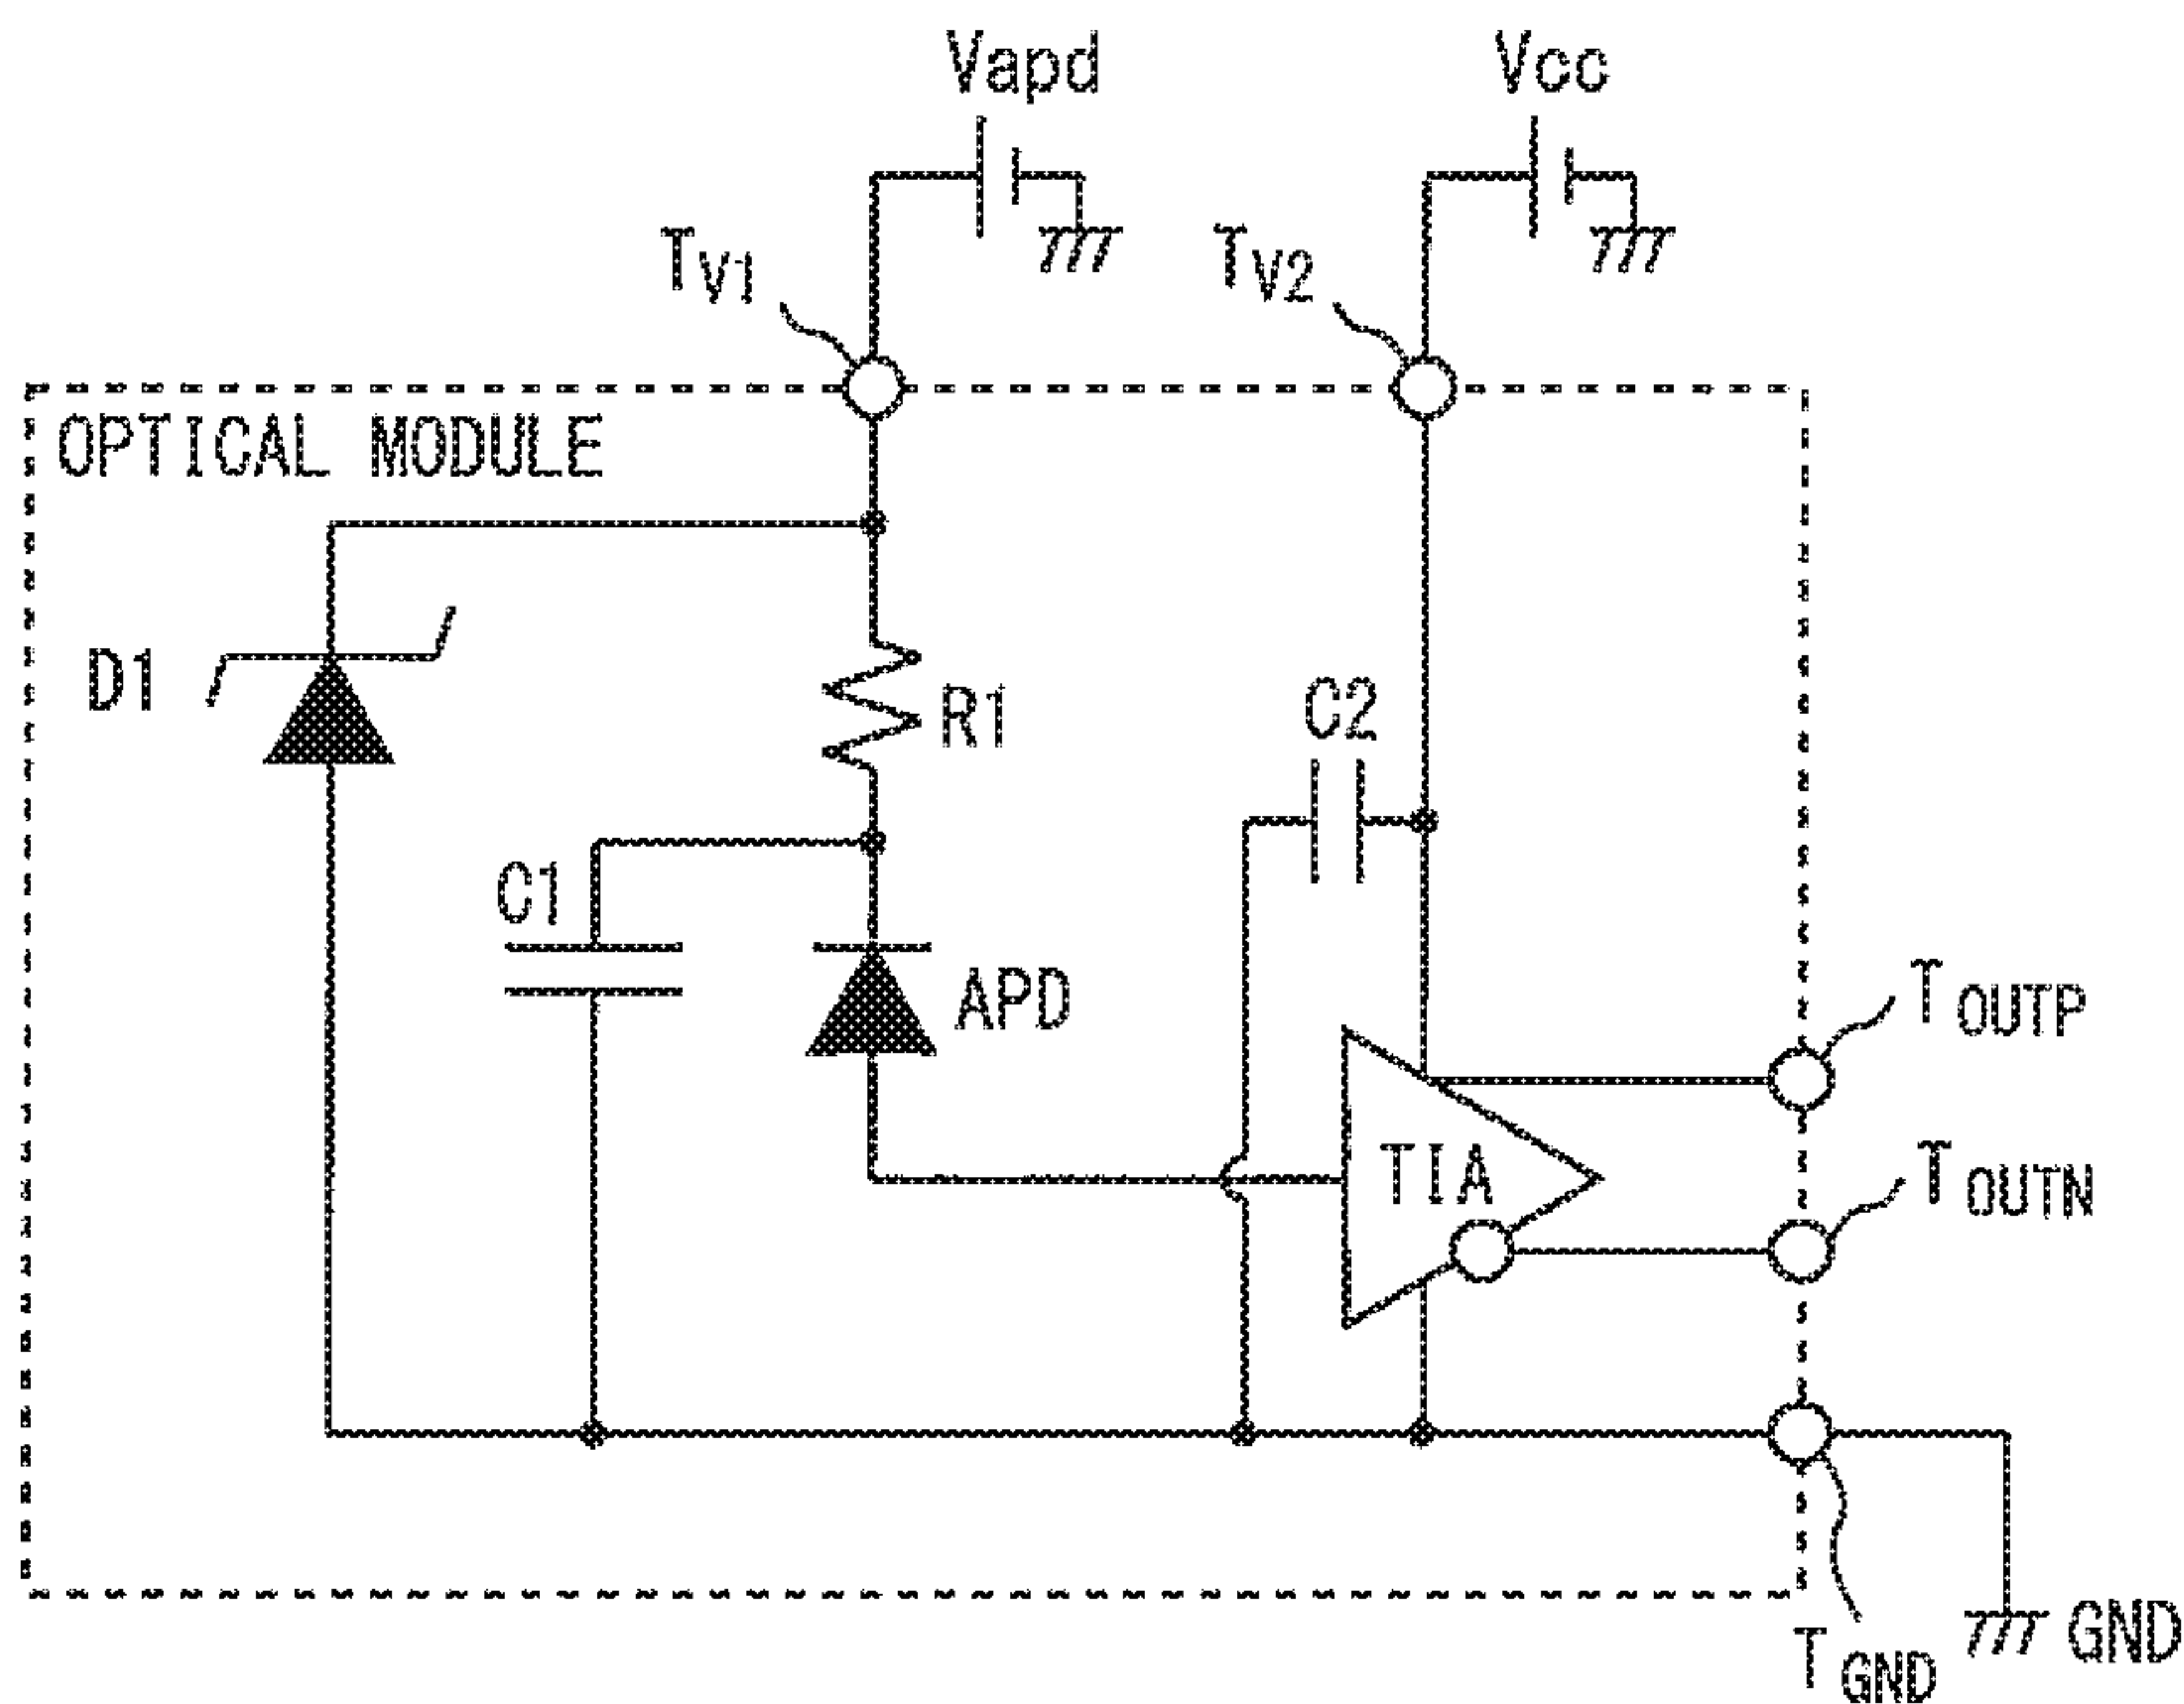 Vapd
Vcc
TV1
TV2
OPTICAL MODULE
D1
R1
C2
C1
APD
TOUTP
TIA
TOUTN
GND
TGND